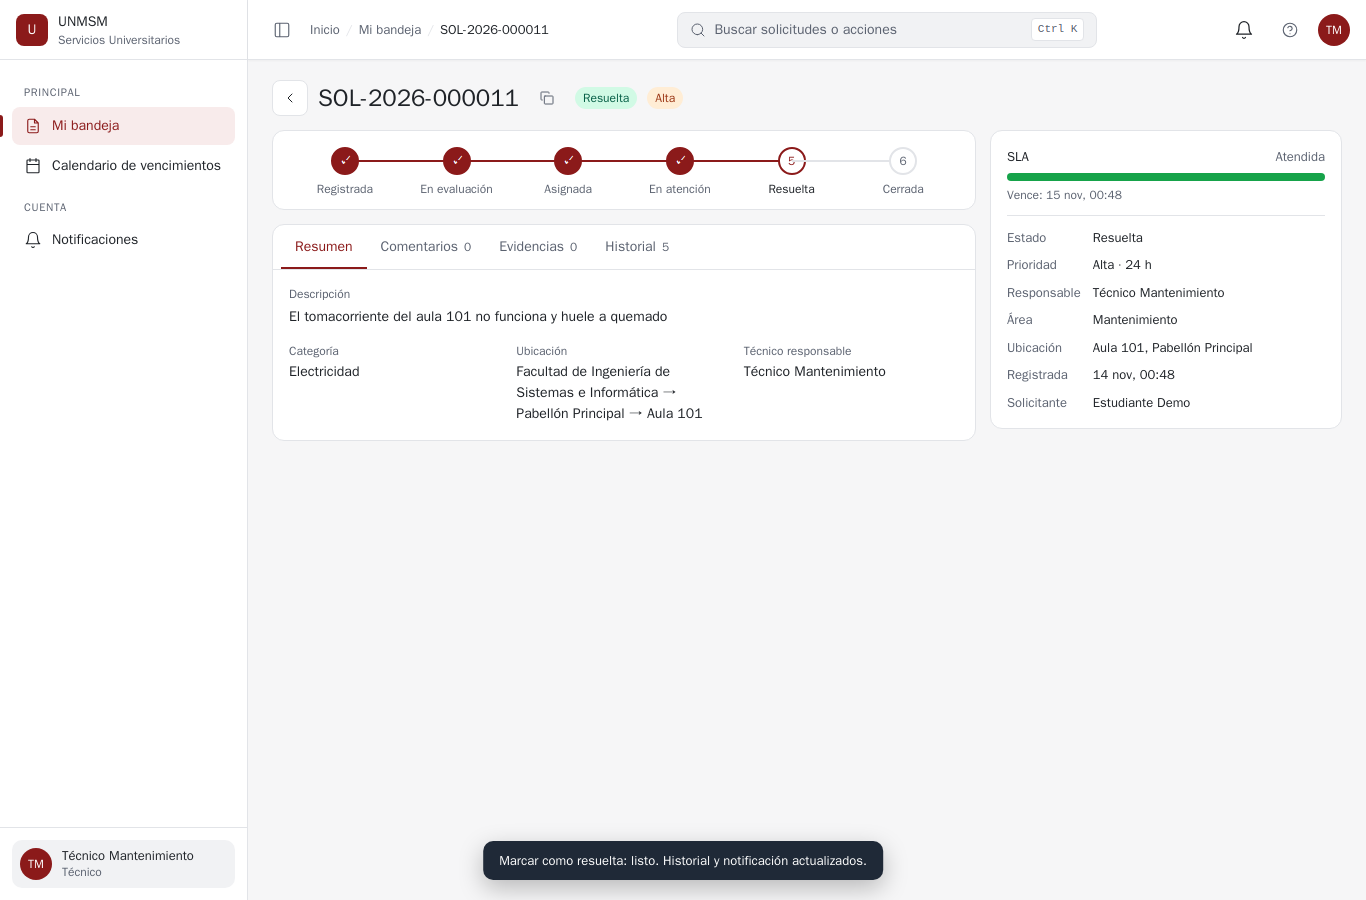 U
UNMSM
Servicios Universitarios
PRINCIPAL
Mi bandeja
Calendario de vencimientos
CUENTA
Notificaciones
TM
Técnico Mantenimiento
Técnico
Inicio / Mi bandeja / SOL-2026-000011
Buscar solicitudes o acciones
Ctrl K
TM
SOL-2026-000011
Resuelta
Alta
5
6
Registrada
En evaluación
Asignada
En atención
Resuelta
Cerrada
Resumen
Comentarios 0
Evidencias 0
Historial 5
Descripción
El tomacorriente del aula 101 no funciona y huele a quemado
Categoría
Electricidad
Ubicación
Facultad de Ingeniería de
Sistemas e Informática →
Pabellón Principal → Aula 101
Técnico responsable
Técnico Mantenimiento
SLA
Atendida
Vence: 15 nov, 00:48
Estado Resuelta
Prioridad Alta · 24 h
Responsable Técnico Mantenimiento
Área Mantenimiento
Ubicación Aula 101, Pabellón Principal
Registrada 14 nov, 00:48
Solicitante Estudiante Demo
Marcar como resuelta: listo. Historial y notificación actualizados.